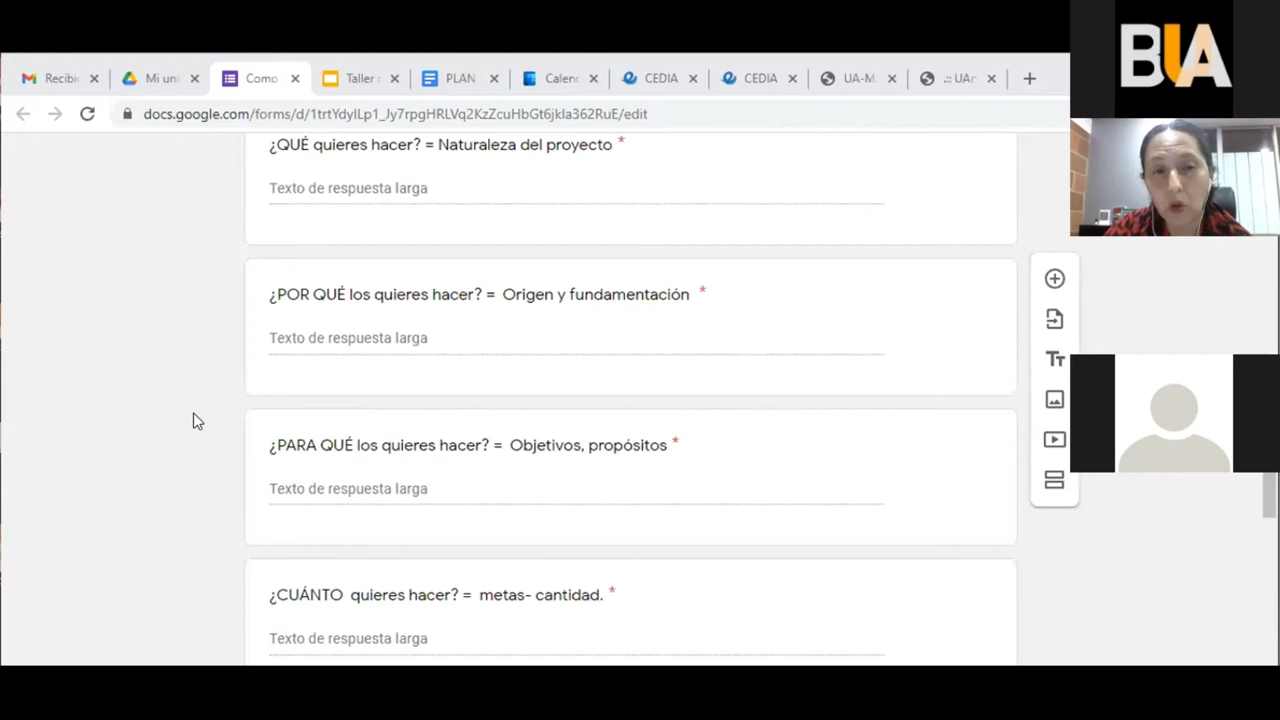 BUA
Recibi
Mi uni
Como
Taller
PLAN
Calend
CEDIA
CEDIA
UA-M
.:: UA
docs.google.com/forms/d/1trtYdyILp1_Jy7rpgHRLVq2KzZcuHbGt6jkIa362RuE/edit
¿QUÉ quieres hacer? = Naturaleza del proyecto *
Texto de respuesta larga
¿POR QUÉ los quieres hacer? = Origen y fundamentación *
Texto de respuesta larga
¿PARA QUÉ los quieres hacer? = Objetivos, propósitos *
Texto de respuesta larga
¿CUÁNTO quieres hacer? = metas- cantidad. *
Texto de respuesta larga
Tt